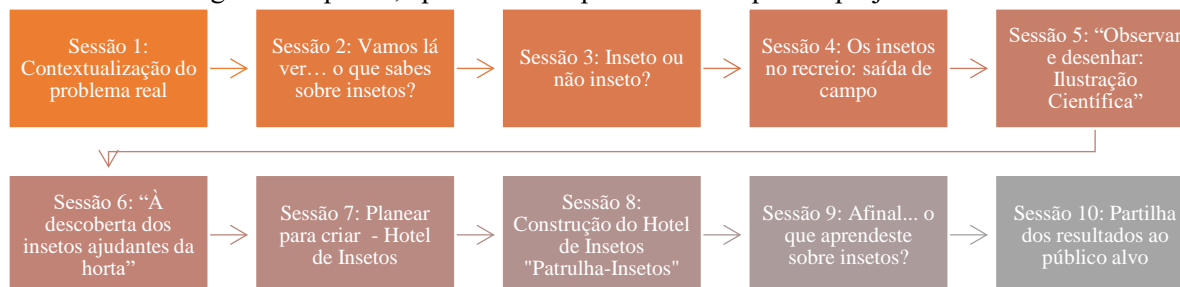 Sessão 1:
Contextualização do
problema real
Sessão 2: Vamos lá
ver… o que sabes
sobre insetos?
Sessão 3: Inseto ou
não inseto?
Sessão 4: Os insetos
no recreio: saída de
campo
Sessão 5: “Observar
e desenhar:
Ilustração
Científica”
Sessão 6: “À
descoberta dos
insetos ajudantes da
horta”
Sessão 7: Planear
para criar - Hotel
de Insetos
Sessão 8:
Construção do Hotel
de Insetos
"Patrulha-Insetos"
Sessão 9: Afinal... o
que aprendeste
sobre insetos?
Sessão 10: Partilha
dos resultados ao
público alvo